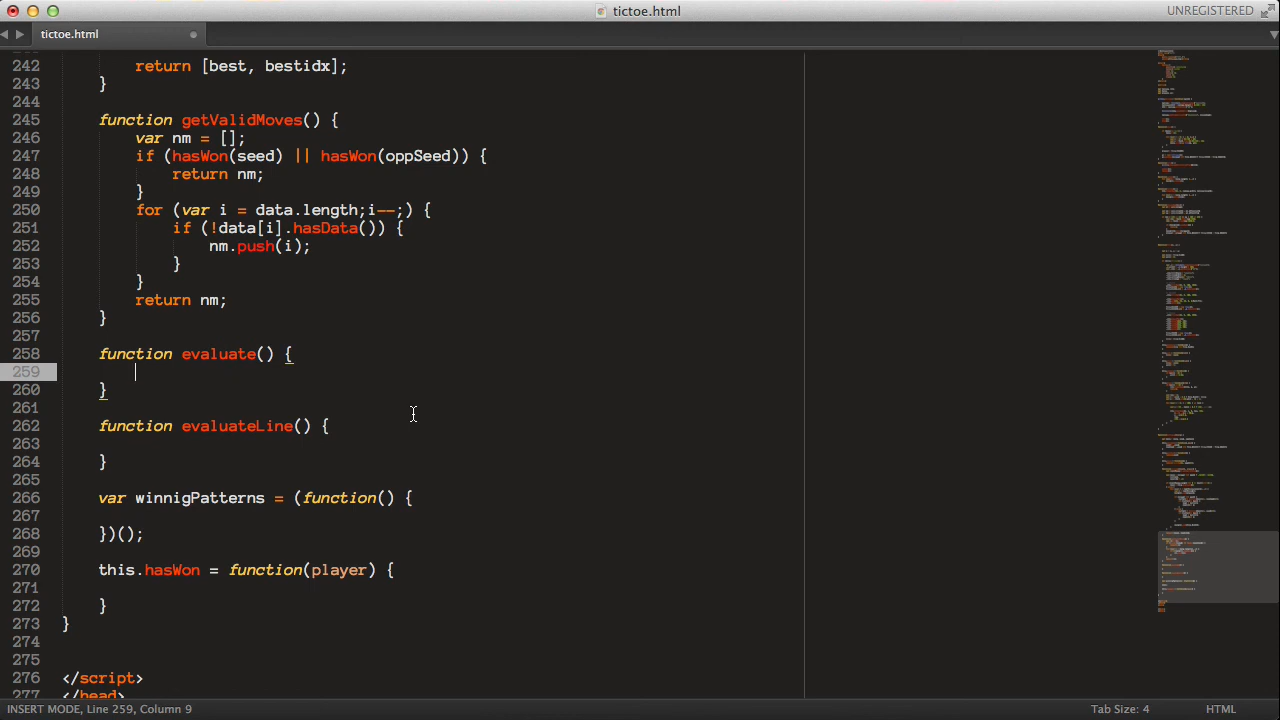 tictoe.html
UNREGISTERED
tictoe.html
242 return [best, bestidx];
243 }
244
245 function getValidMoves() {
246 var nm = [];
247 if (hasWon(seed) || hasWon(oppSeed)) {
248 return nm;
249 }
250 for (var i = data.length;i--;) {
251 if (!data[i].hasData()) {
252 nm.push(i);
253 }
254 }
255 return nm;
256 }
257
258 function evaluate() {
259
260 }
261
262 function evaluateLine() {
263
264 }
265
266 var winnigPatterns = (function() {
267
268 })();
269
270 this.hasWon = function(player) {
271
272 }
273 }
274
275
276 </script>
277 </head>
INSERT MODE, Line 259, Column 9
Tab Size: 4
HTML